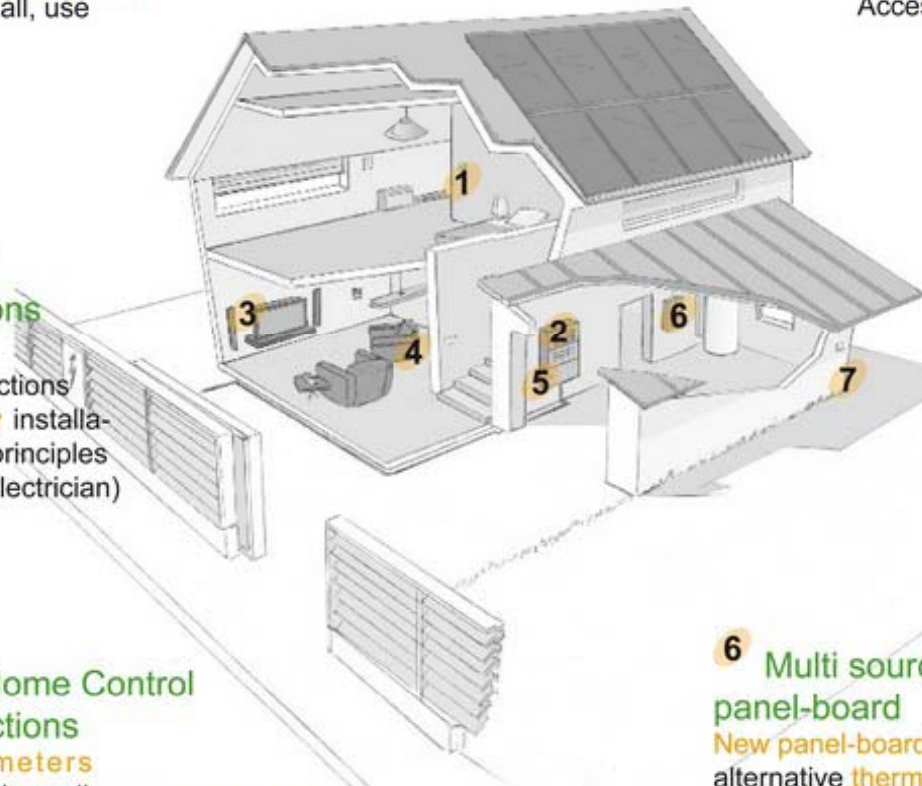 all, use
Acces
1
ons
3
2
6
4
5
7
ctions
installa-
principles
lectrician)
6
Home Control
ctions
meters
Multi sourc
panel-board
New panel-board
alternative therm